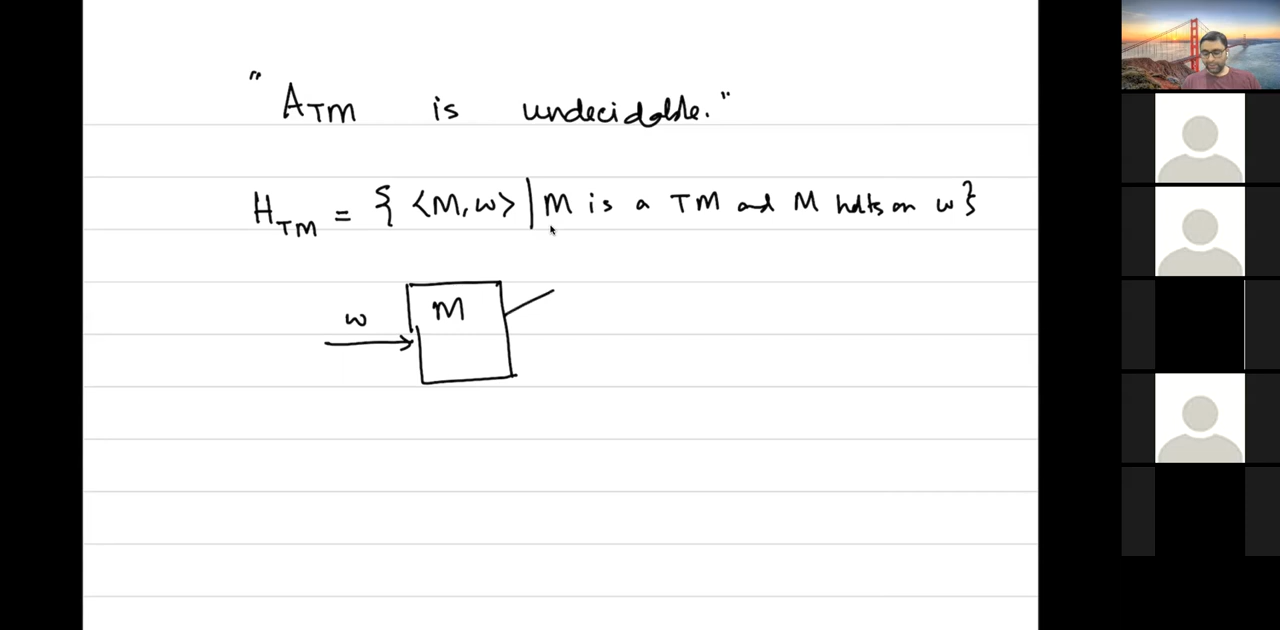 "A_TM is undecidable."
H_TM = { <M, w> | M is a TM and M halts on w }
w
M